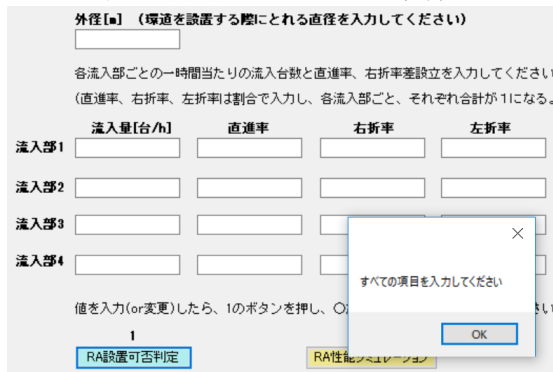 外径[m] (環道を設置する際にとれる直径を入力してください)
各流入部ごとの一時間当たりの流入台数と直進率、右折率差設立を入力してください
(直進率、右折率、左折率は割合で入力し、各流入部ごと、それぞれ合計が1になる。
流入量[台/h] 直進率 右折率 左折率
流入部1
流入部2
流入部3
流入部4
すべての項目を入力してください
OK
値を入力(or変更)したら、1のボタンを押し、〇
1
RA設置可否判定
RA性能シミュレーション